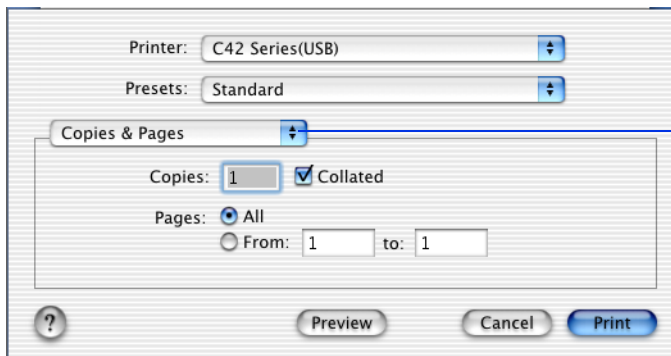 Printer: C42 Series(USB)
Presets: Standard
Copies & Pages
Copies: 1 Collated
Pages: All
From: 1 to: 1
? Preview Cancel Print